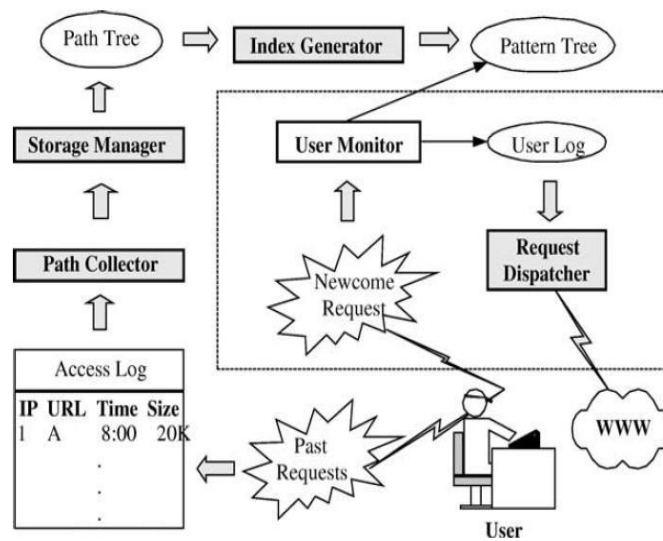 Path Tree
Index Generator
Pattern Tree
Storage Manager
User Monitor
User Log
Path Collector
Request
Dispatcher
Newcome
Request
Access Log
IP URL Time Size
1 A 8:00 20K
.
.
.
Past
Requests
WWW
User